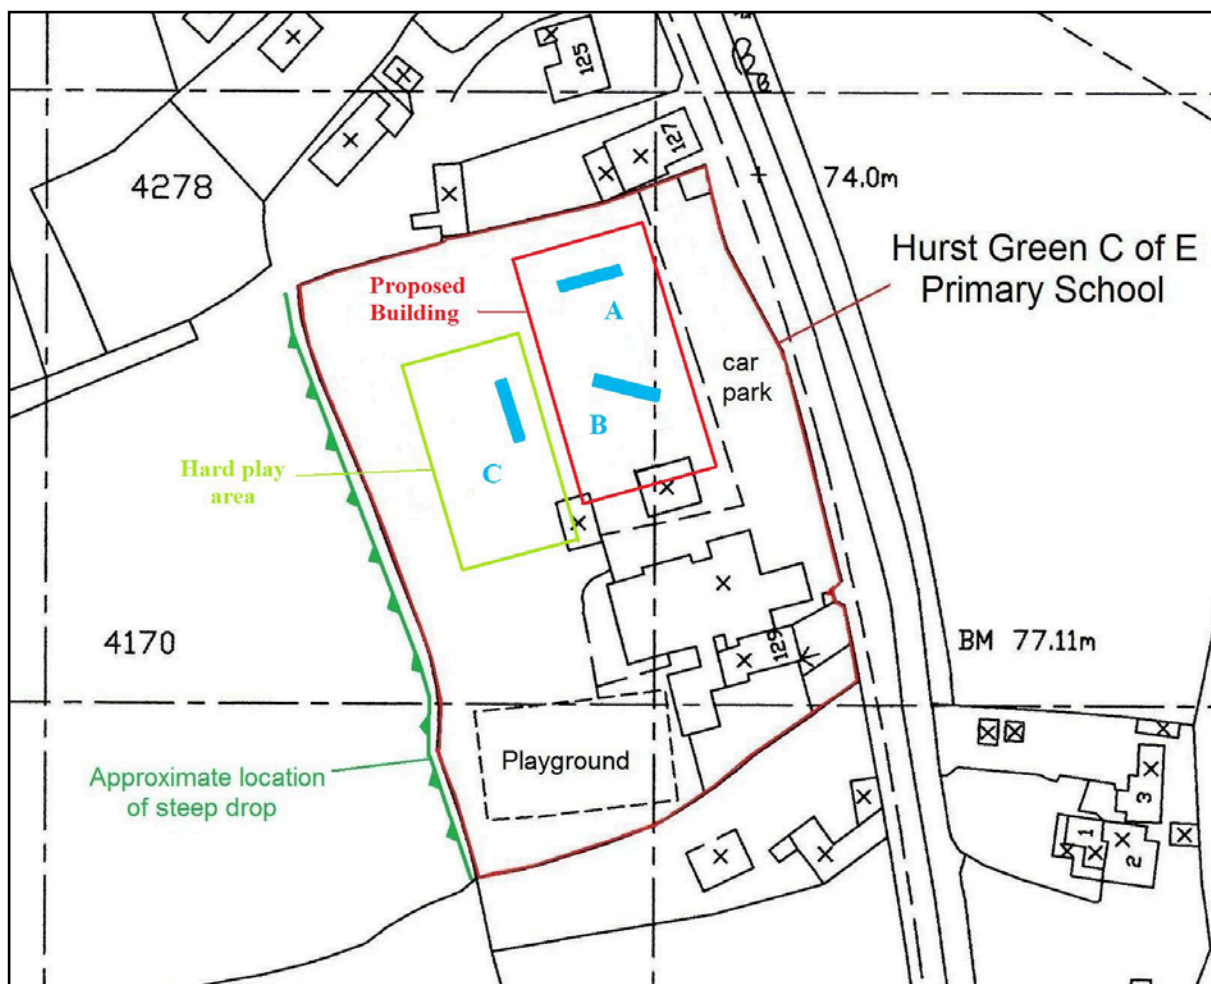 125
127
4278
74.0m
Hurst Green C of E
Primary School
Proposed
Building
A
car
park
B
Hard play
area
C
129
4170
BM 77.11m
Playground
Approximate location
of steep drop
3
1
2